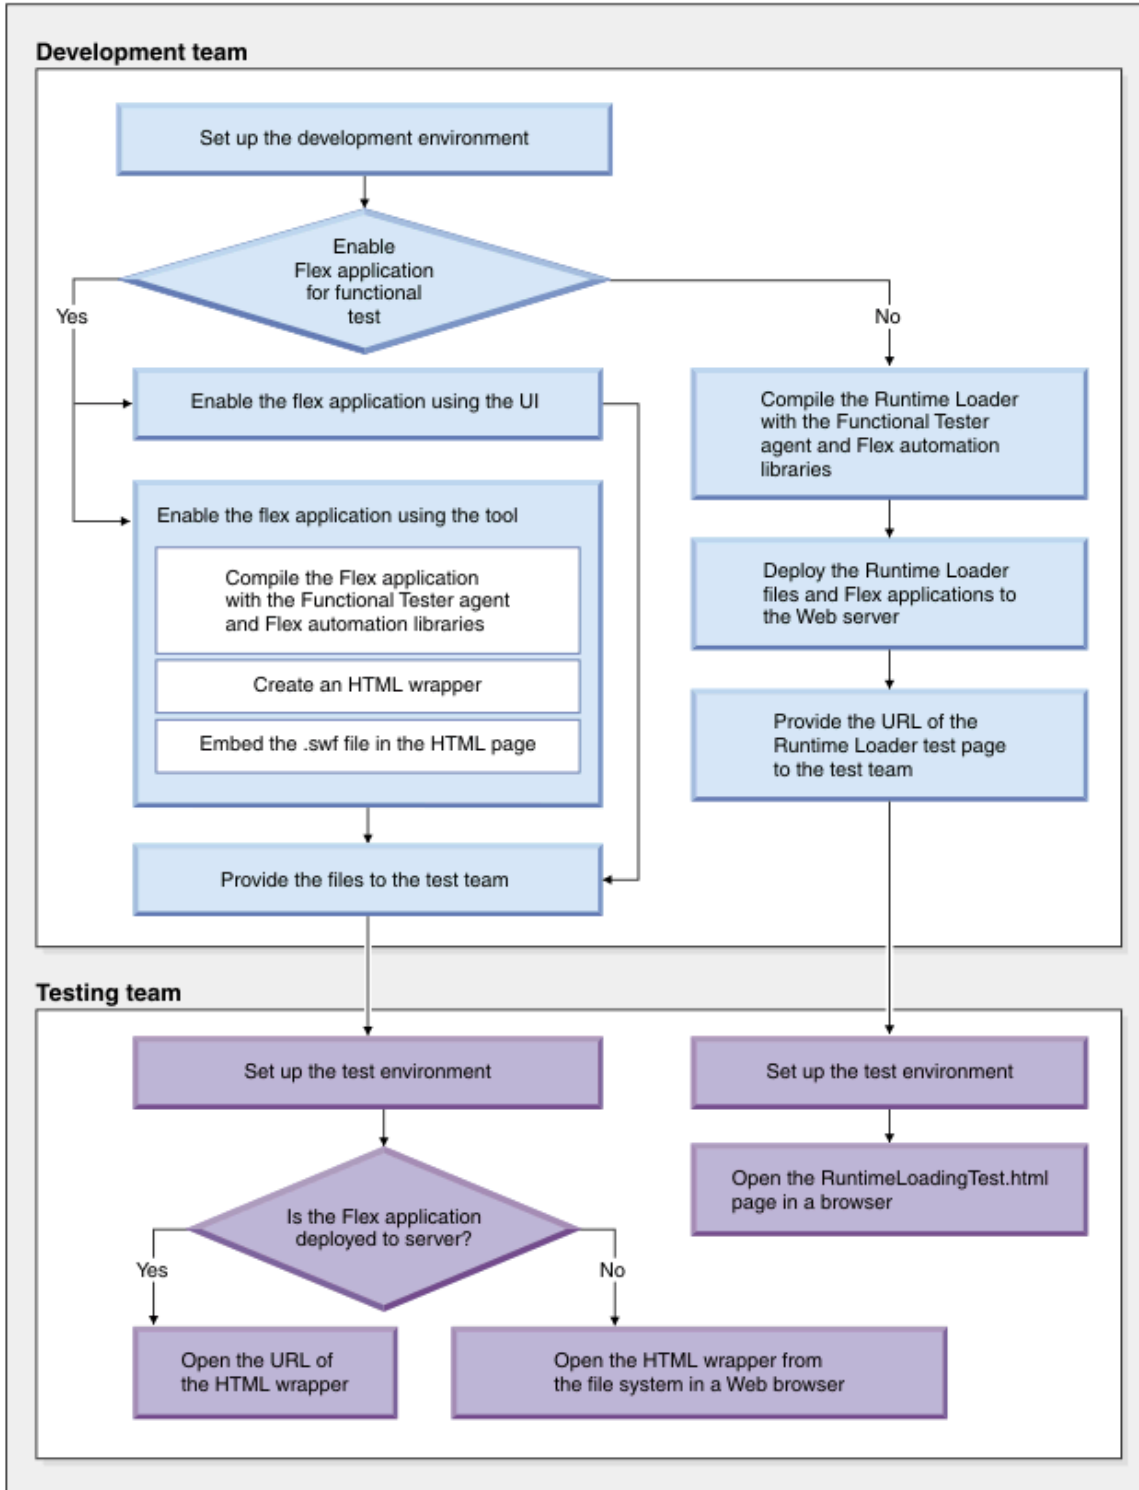 Development team
Set up the development environment
Enable
Flex application
for functional
test
Yes
No
Enable the flex application using the UI
Compile the Runtime Loader
with the Functional Tester
agent and Flex automation
libraries
Enable the flex application using the tool
Compile the Flex application
with the Functional Tester agent
and Flex automation libraries
Deploy the Runtime Loader
files and Flex applications to
the Web server
Create an HTML wrapper
Embed the .swf file in the HTML page
Provide the URL of the
Runtime Loader test page
to the test team
Provide the files to the test team
Testing team
Set up the test environment
Set up the test environment
Open the RuntimeLoadingTest.html
page in a browser
Is the Flex application
deployed to server?
Yes
No
Open the URL of
the HTML wrapper
Open the HTML wrapper from
the file system in a Web browser